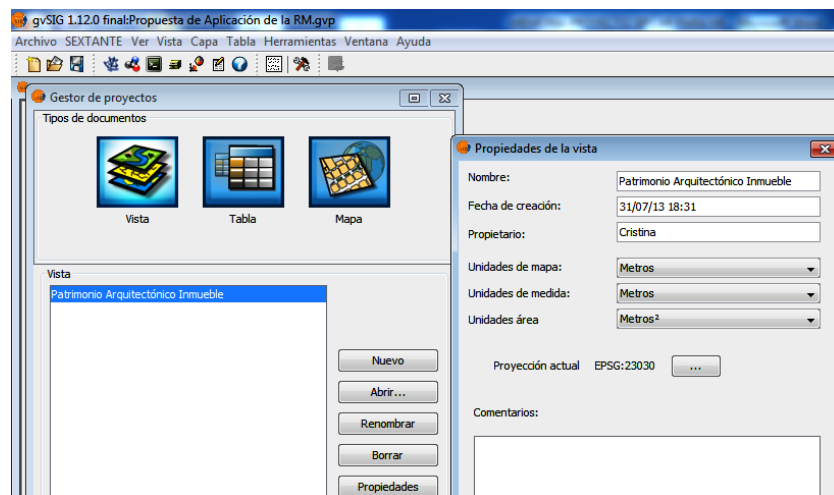 gvSIG 1.12.0 final:Propuesta de Aplicación de la RM.gvp
Archivo SEXTANTE Ver Vista Capa Tabla Herramientas Ventana Ayuda
Gestor de proyectos
Tipos de documentos
Vista Tabla Mapa
Vista
Patrimonio Arquitectónico Inmueble
Nuevo
Abrir...
Renombrar
Borrar
Propiedades
Propiedades de la vista
Nombre: Patrimonio Arquitectónico Inmueble
Fecha de creación: 31/07/13 18:31
Propietario: Cristina
Unidades de mapa: Metros
Unidades de medida: Metros
Unidades área Metros²
Proyección actual EPSG:23030 ...
Comentarios: